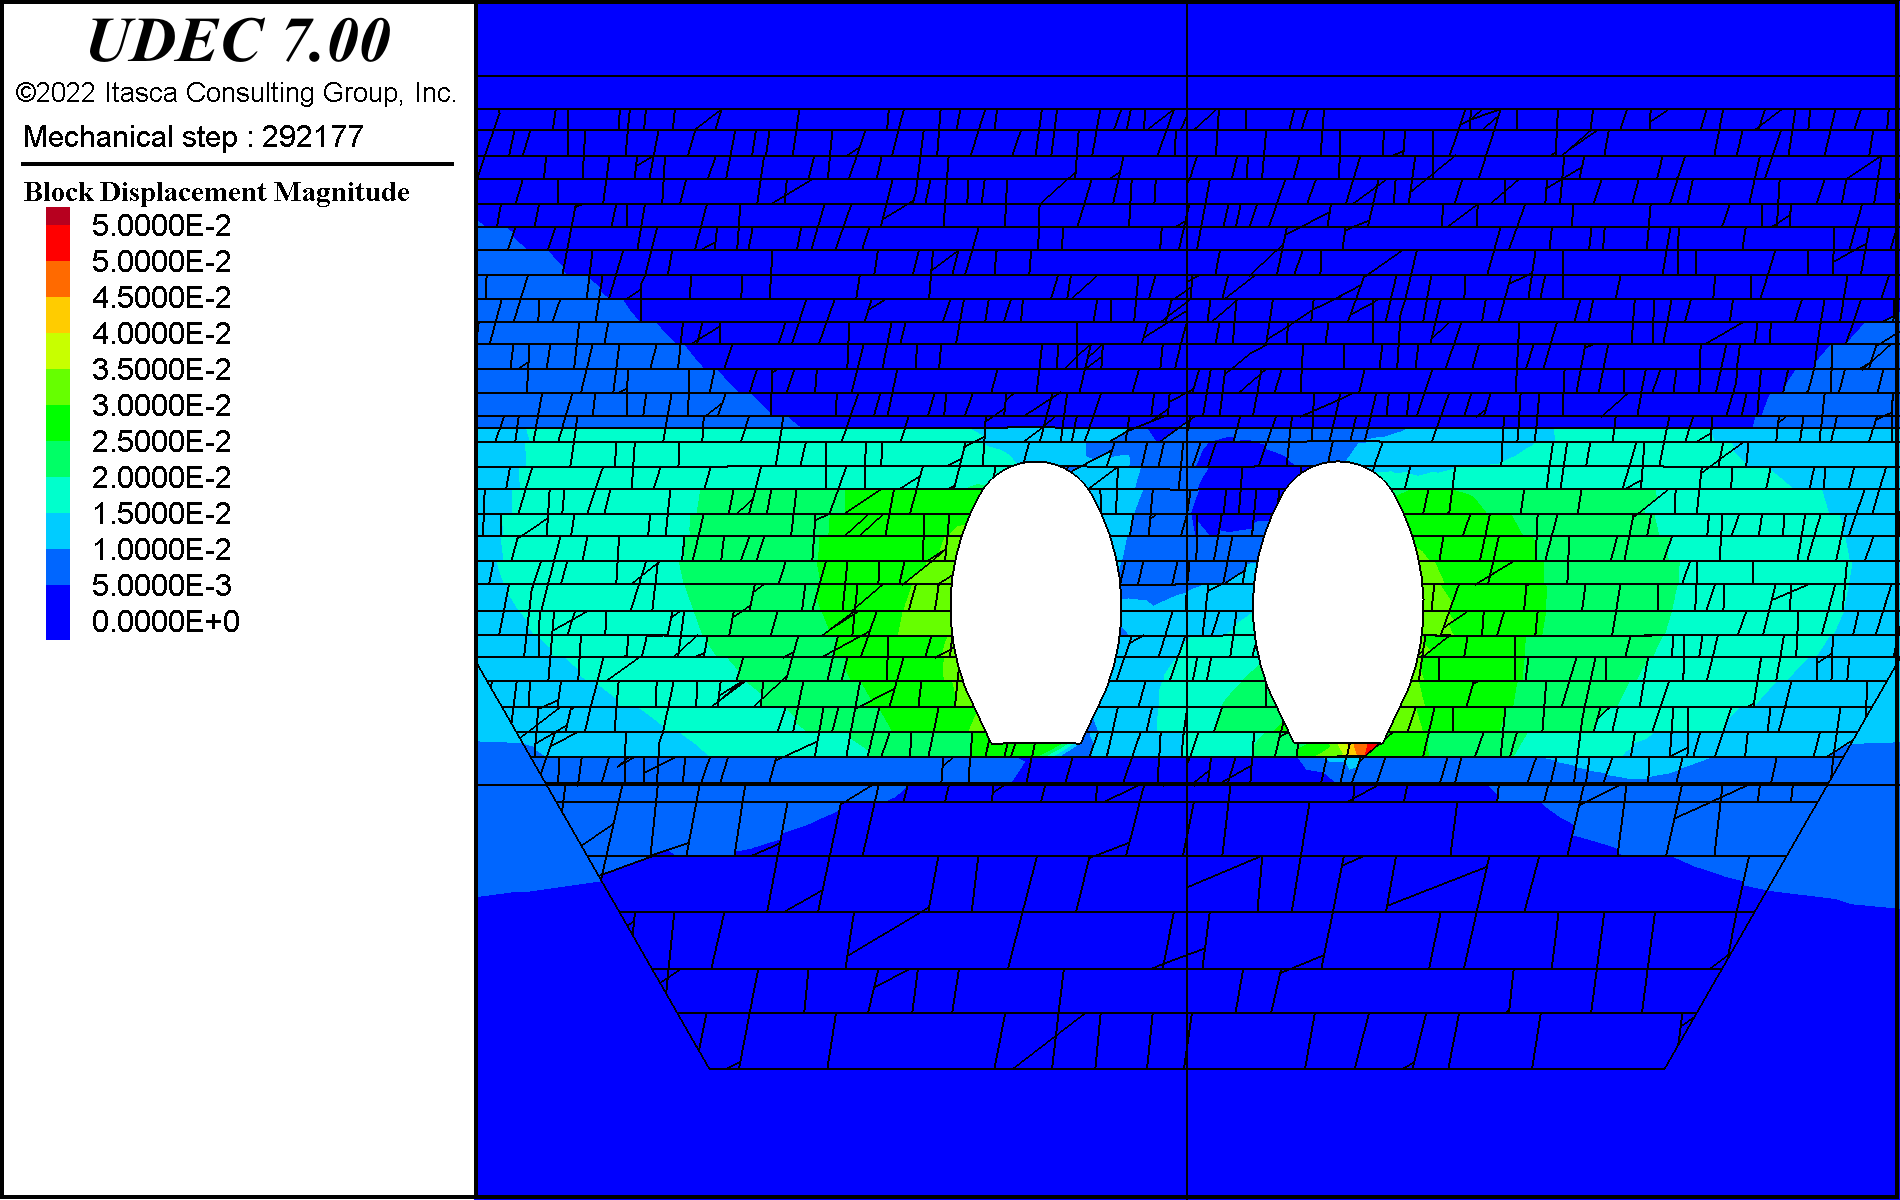 UDEC 7.00
©2022 Itasca Consulting Group, Inc.
Mechanical step : 292177
Block Displacement Magnitude
5.0000E-2
5.0000E-2
4.5000E-2
4.0000E-2
3.5000E-2
3.0000E-2
2.5000E-2
2.0000E-2
1.5000E-2
1.0000E-2
5.0000E-3
0.0000E+0